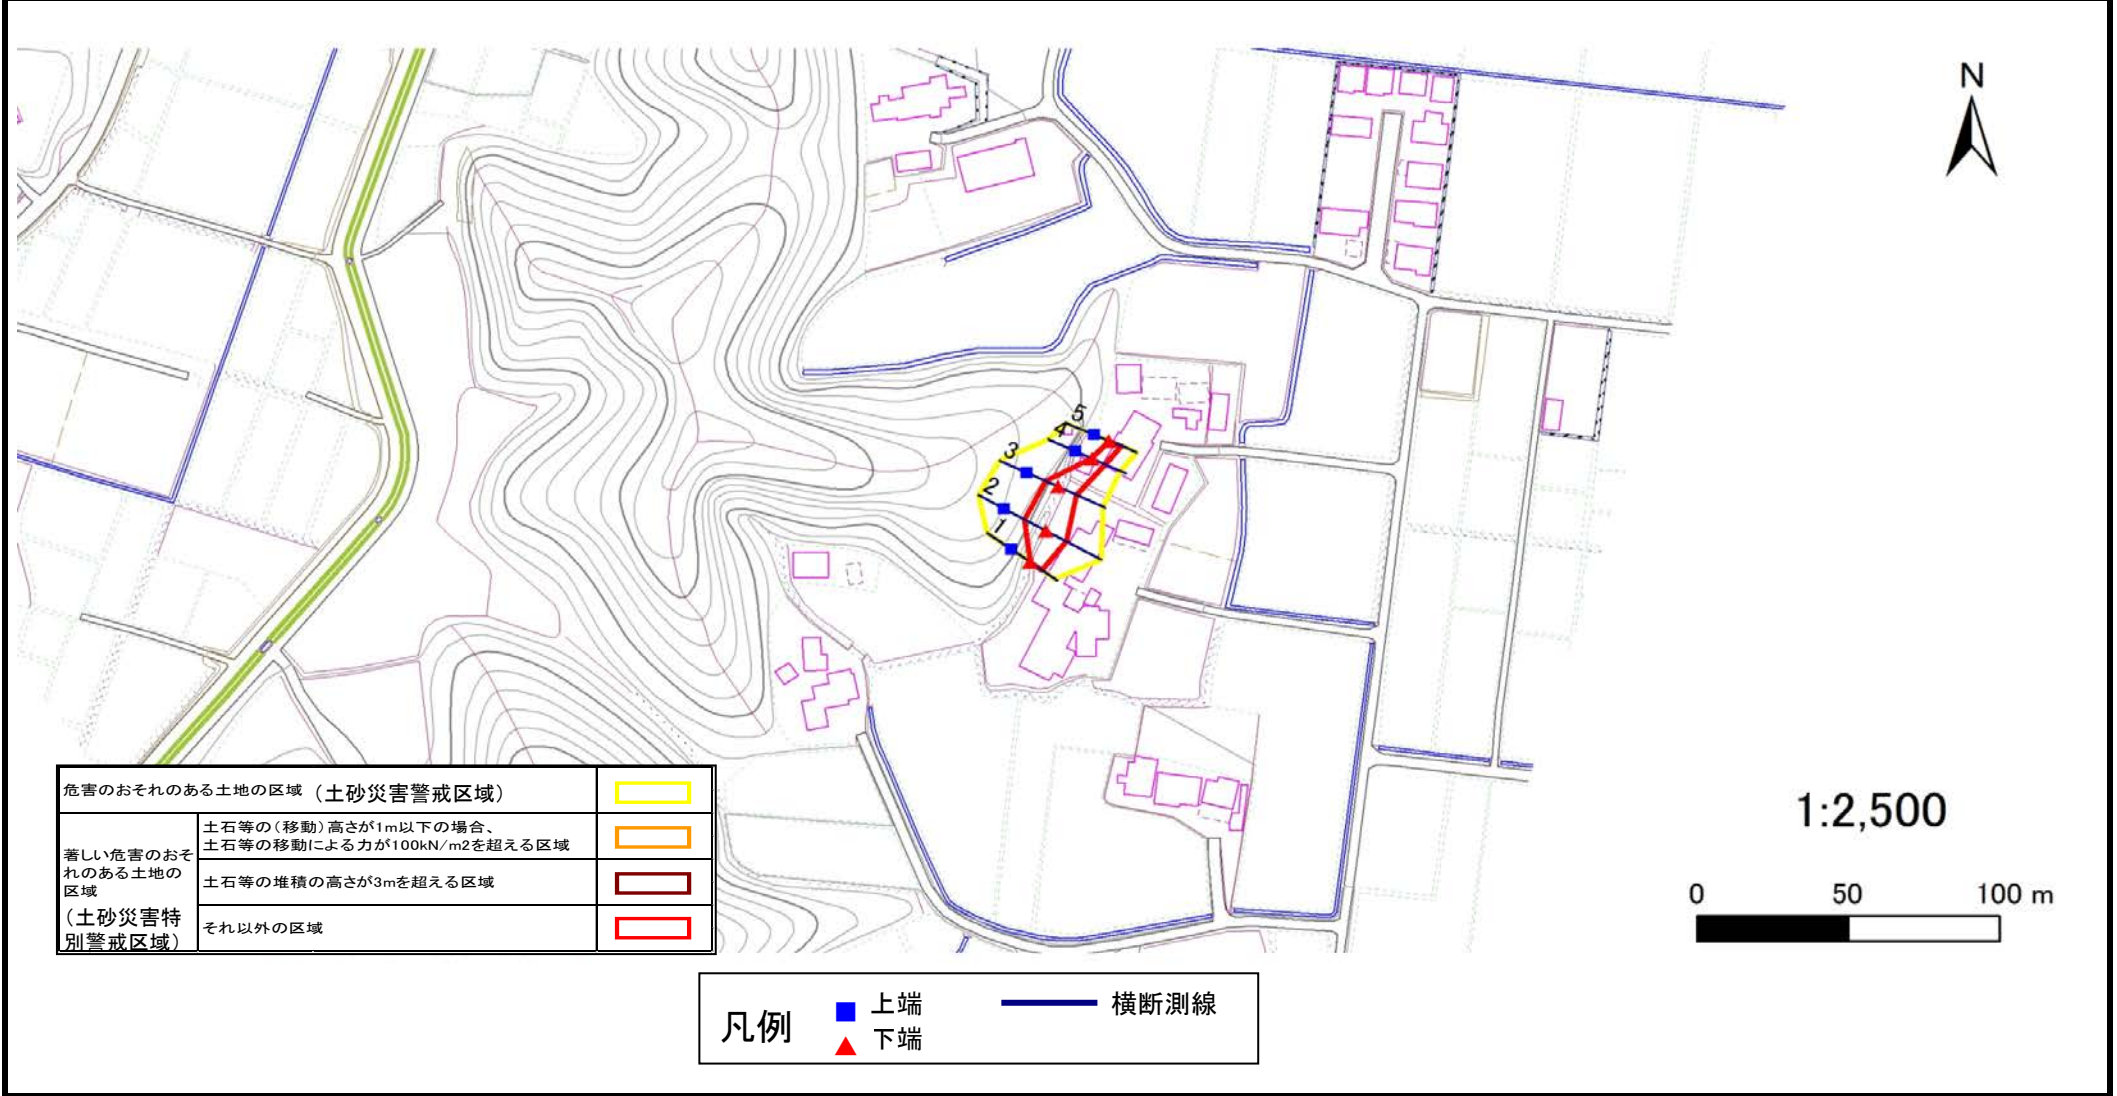 N
5
4
3
2
1
危害のおそれのある土地の区域 (土砂災害警戒区域)
著しい危害のおそ
れのある土地の
区域
(土砂災害特
別警戒区域)
土石等の(移動)高さが1m以下の場合、
土石等の移動による力が100kN/m2を超える区域
土石等の堆積の高さが3mを超える区域
それ以外の区域
1:2,500
0 50 100 m
凡例
上端
下端
横断測線